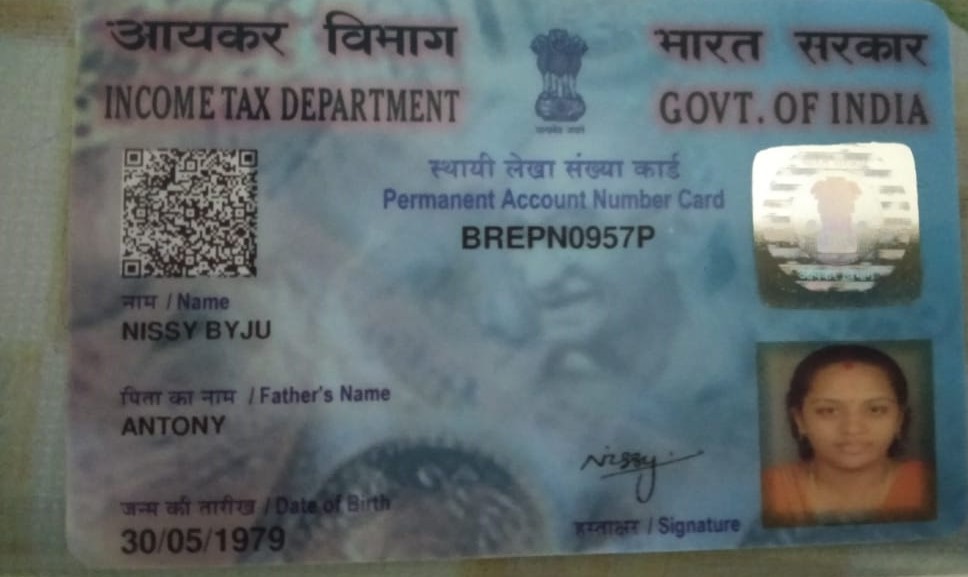 आयकर विभाग
INCOME TAX DEPARTMENT
भारत सरकार
GOVT. OF INDIA
सत्यमेव जयते
स्थायी लेखा संख्या कार्ड
Permanent Account Number Card
BREPN0957P
नाम / Name
NISSY BYJU
पिता का नाम / Father's Name
ANTONY
जन्म की तारीख / Date of Birth
30/05/1979
Nissy
हस्ताक्षर / Signature
आयकर विभाग